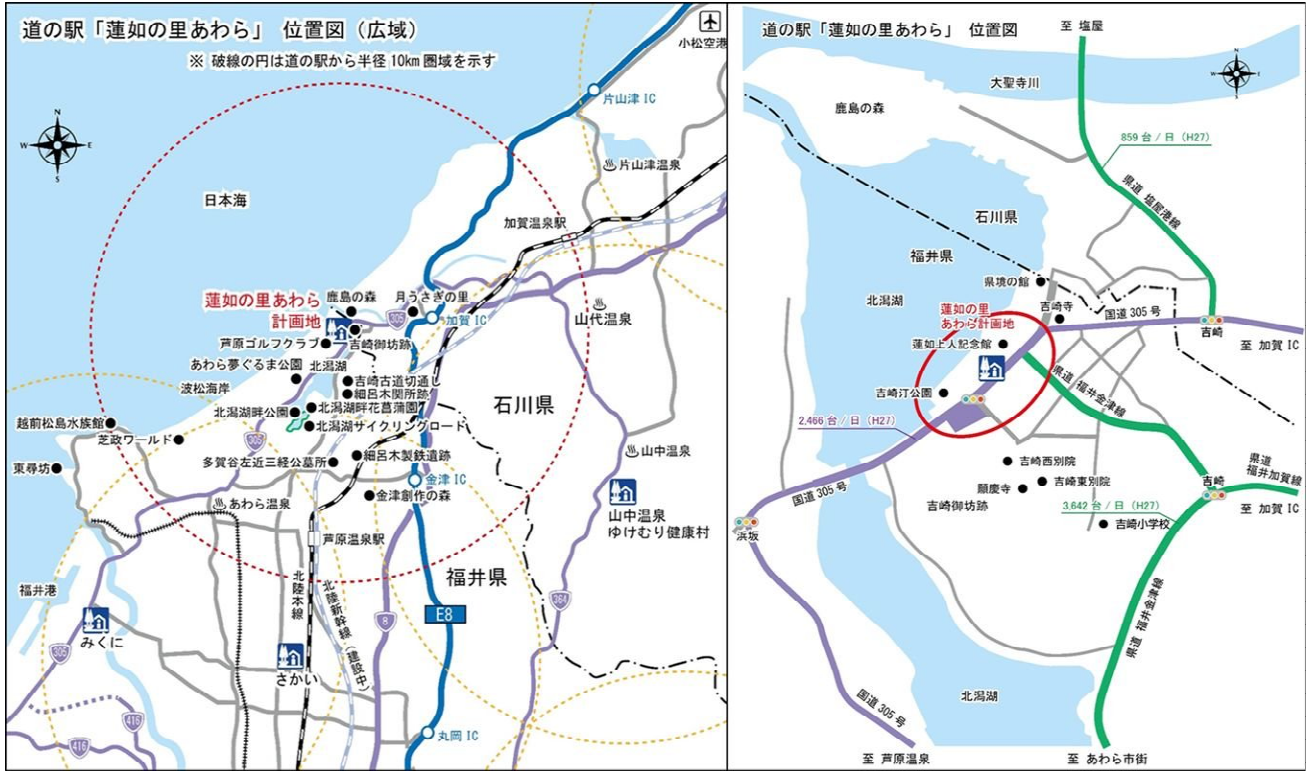 道の駅「蓮如の里あわら」 位置図（広域）
※ 破線の円は道の駅から半径10km圏域を示す
小松空港
N
W
E
S
片山津 IC
片山津温泉
日本海
加賀温泉駅
蓮如の里あわら
計画地
鹿島の森
月うさぎの里
305
加賀 IC
山代温泉
芦原ゴルフクラブ
吉崎御坊跡
あわら夢ぐるま公園
北潟湖
波松海岸
吉崎古道切通し
細呂木関所跡
石川県
北潟湖畔公園
北潟湖畔花菖蒲園
越前松島水族館
北潟湖サイクリングロード
芝政ワールド
305
東尋坊
多賀谷左近三経公墓所
細呂木製鉄遺跡
山中温泉
金津 IC
金津創作の森
あわら温泉
山中温泉
ゆけむり健康村
芦原温泉駅
福井県
福井港
北陸本線
北陸新幹線（建設中）
8
E8
364
みくに
305
さかい
416
416
丸岡 IC
道の駅「蓮如の里あわら」 位置図
至 塩屋
大聖寺川
N
W
E
S
鹿島の森
859 台 / 日（H27）
県道 塩屋港線
石川県
福井県
北潟湖
県境の館
吉崎寺
国道 305 号
吉崎
至 加賀 IC
蓮如の里
あわら計画地
蓮如上人記念館
吉崎汀公園
県道 福井金津線
2,466 台 / 日（H27）
吉崎西別院
吉崎東別院
願慶寺
吉崎御坊跡
県道
福井加賀線
吉崎
至 加賀 IC
国道 305 号
3,642 台 / 日（H27）
吉崎小学校
浜坂
県道 福井金津線
北潟湖
国道 305 号
至 芦原温泉
至 あわら市街